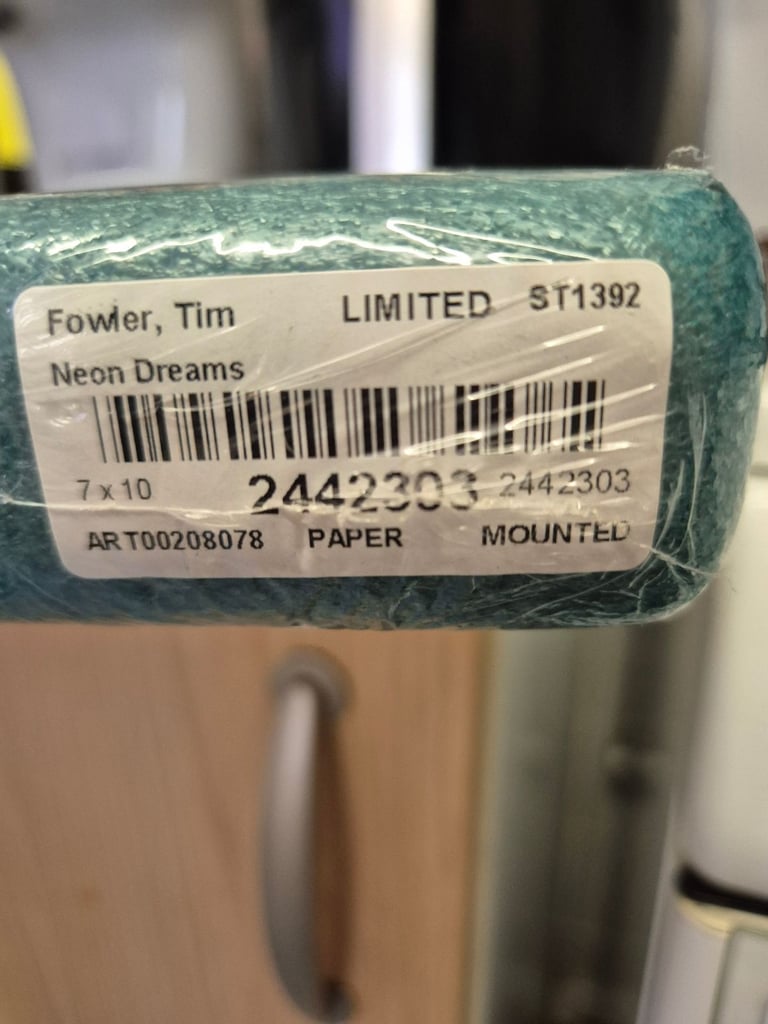 Fowler, Tim LIMITED ST1392
Neon Dreams
7 x 10 2442303 2442303
ART00208078 PAPER MOUNTED